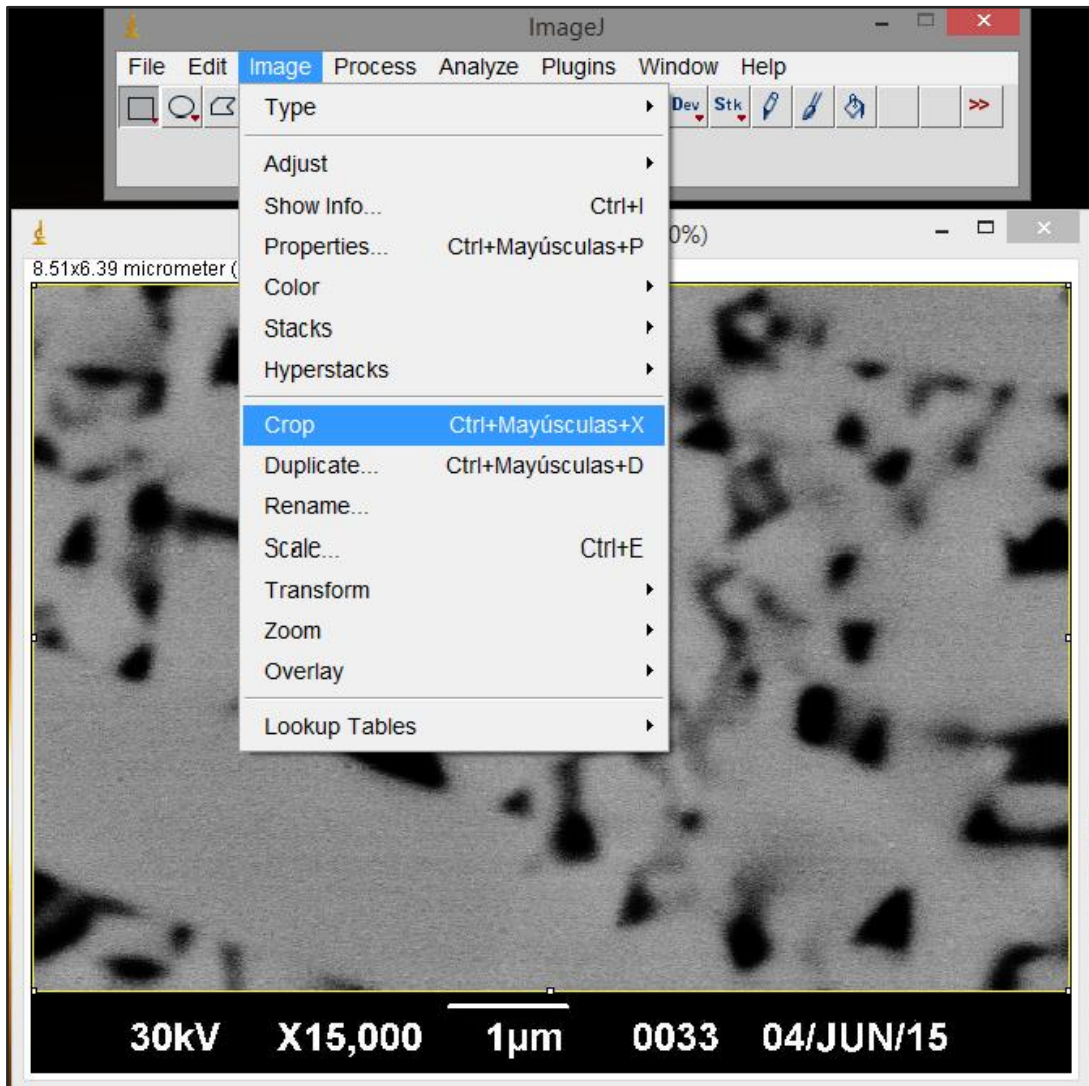 ImageJ
File Edit Image Process Analyze Plugins Window Help
Dev Stk >>
Type
Adjust
Show Info... Ctrl+I
Properties... Ctrl+Mayúsculas+P
Color
Stacks
Hyperstacks
Crop Ctrl+Mayúsculas+X
Duplicate... Ctrl+Mayúsculas+D
Rename...
Scale... Ctrl+E
Transform
Zoom
Overlay
Lookup Tables
0%)
8.51x6.39 micrometer (
30kV X15,000 1µm 0033 04/JUN/15